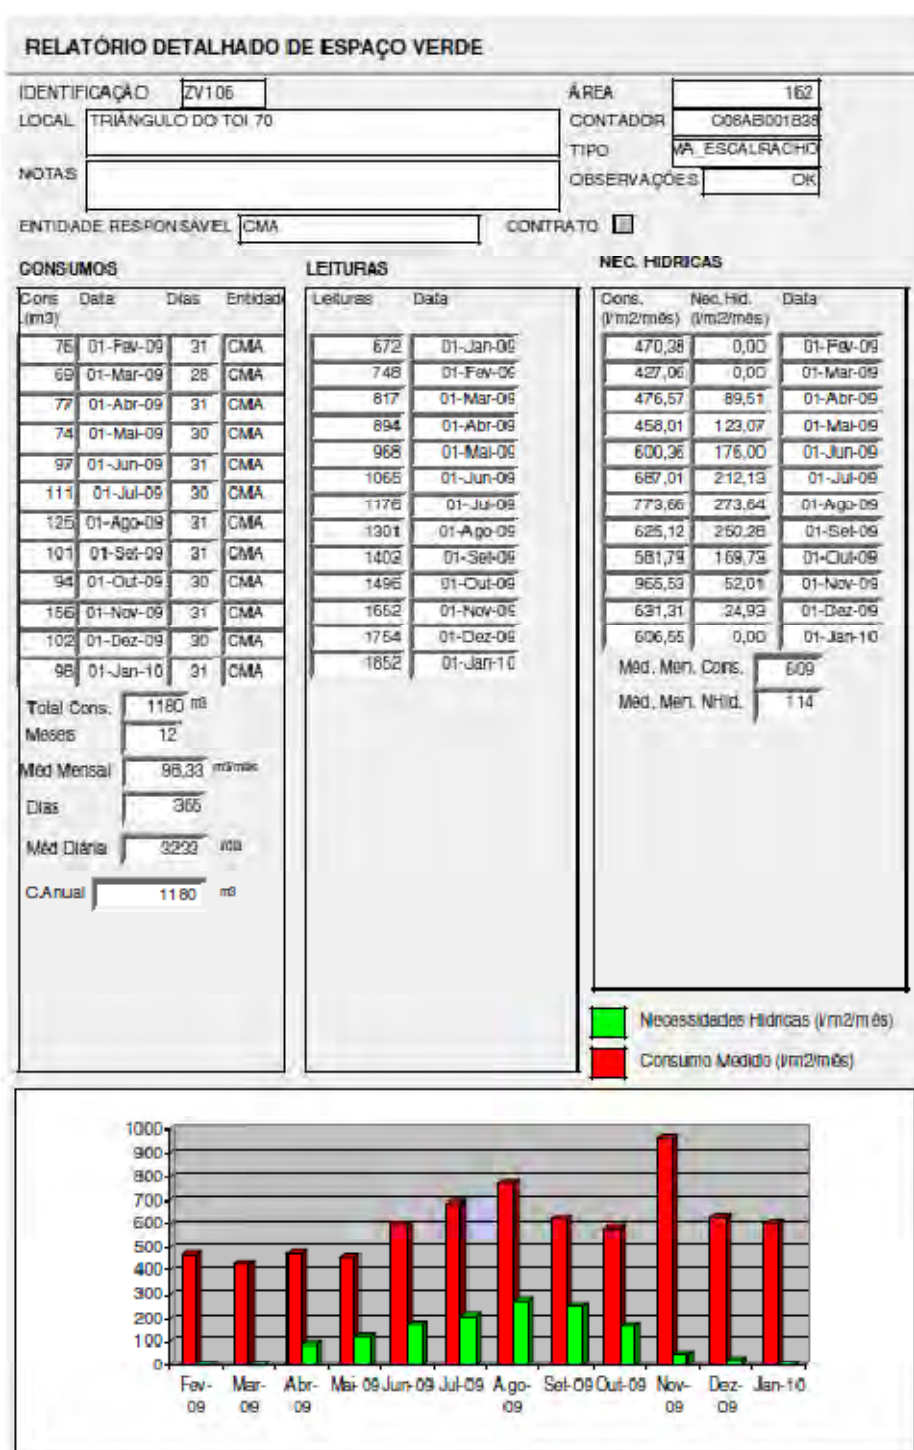 RELATÓRIO DETALHADO DE ESPAÇO VERDE
IDENTIFICAÇÃO ZV106 ÁREA 162
LOCAL TRIÂNGULO DO TOI 70 CONTADOR C06AB001B38
TIPO MA_ESCALRACHO
NOTAS OBSERVAÇÕES OK
ENTIDADE RESPONSÁVEL CMA CONTRATO
CONSUMOS LEITURAS NEC. HIDRICAS
Cons .(m3) Data Dias Entidad Leituras Data Cons. (l/m2/mês) Nec. Hid. (l/m2/mês) Data
76 01-Fev-09 31 CMA 672 01-Jan-09 470,38 0,00 01-Fev-09
69 01-Mar-09 28 CMA 748 01-Fev-09 427,06 0,00 01-Mar-09
77 01-Abr-09 31 CMA 817 01-Mar-09 476,57 89,51 01-Abr-09
74 01-Mai-09 30 CMA 894 01-Abr-09 458,01 123,07 01-Mai-09
97 01-Jun-09 31 CMA 968 01-Mai-09 600,36 176,00 01-Jun-09
111 01-Jul-09 30 CMA 1065 01-Jun-09 687,01 212,13 01-Jul-09
125 01-Ago-09 31 CMA 1176 01-Jul-09 773,66 273,64 01-Ago-09
101 01-Set-09 31 CMA 1301 01-Ago-09 625,12 250,28 01-Set-09
94 01-Out-09 30 CMA 1402 01-Set-09 581,79 169,73 01-Out-09
156 01-Nov-09 31 CMA 1496 01-Out-09 965,53 52,01 01-Nov-09
102 01-Dez-09 30 CMA 1652 01-Nov-09 631,31 24,93 01-Dez-09
98 01-Jan-10 31 CMA 1754 01-Dez-09 606,55 0,00 01-Jan-10
1852 01-Jan-10
Méd. Men. Cons. 609
Méd. Men. NHid. 114
Total Cons. 1180 m3
Meses 12
Méd Mensal 98,33 m3/mês
Dias 365
Méd Diária 3233 l/dia
C.Anual 1180 m3
Necessidades Hídricas (l/m2/mês)
Consumo Medido (l/m2/mês)
1000
900
800
700
600
500
400
300
200
100
0
Fev-09 Mar-09 Abr-09 Mai-09 Jun-09 Jul-09 Ago-09 Set-09 Out-09 Nov-09 Dez-09 Jan-10